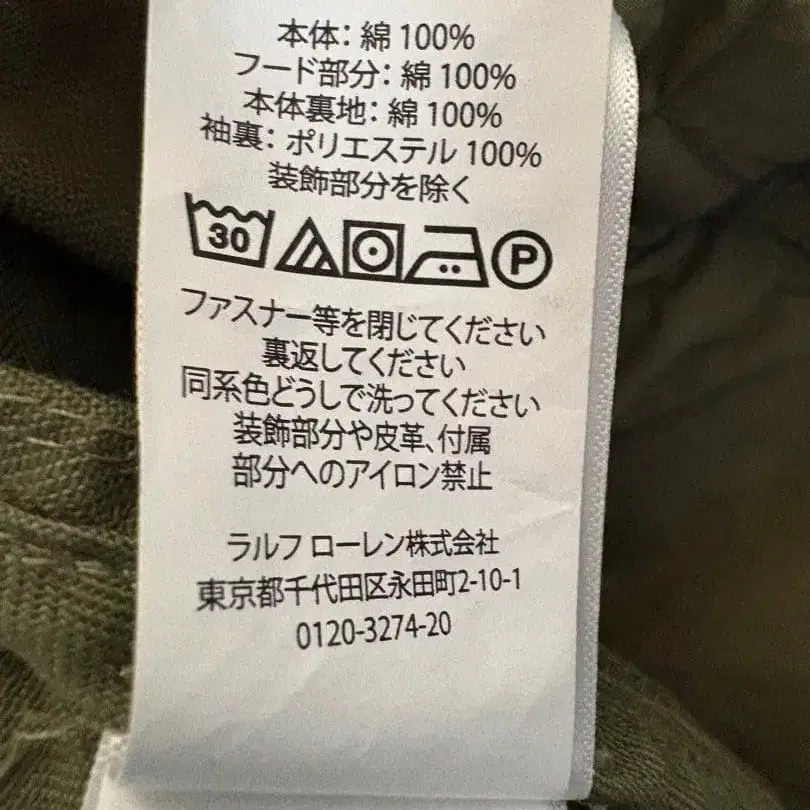 本体: 綿 100%
フード部分: 綿 100%
本体裏地: 綿 100%
袖裏: ポリエステル 100%
装飾部分を除く
30 P
ファスナー等を閉じてください
裏返してください
同系色どうしで洗ってください
装飾部分や皮革、付属
部分へのアイロン禁止
ラルフ ローレン株式会社
東京都千代田区永田町2-10-1
0120-3274-20